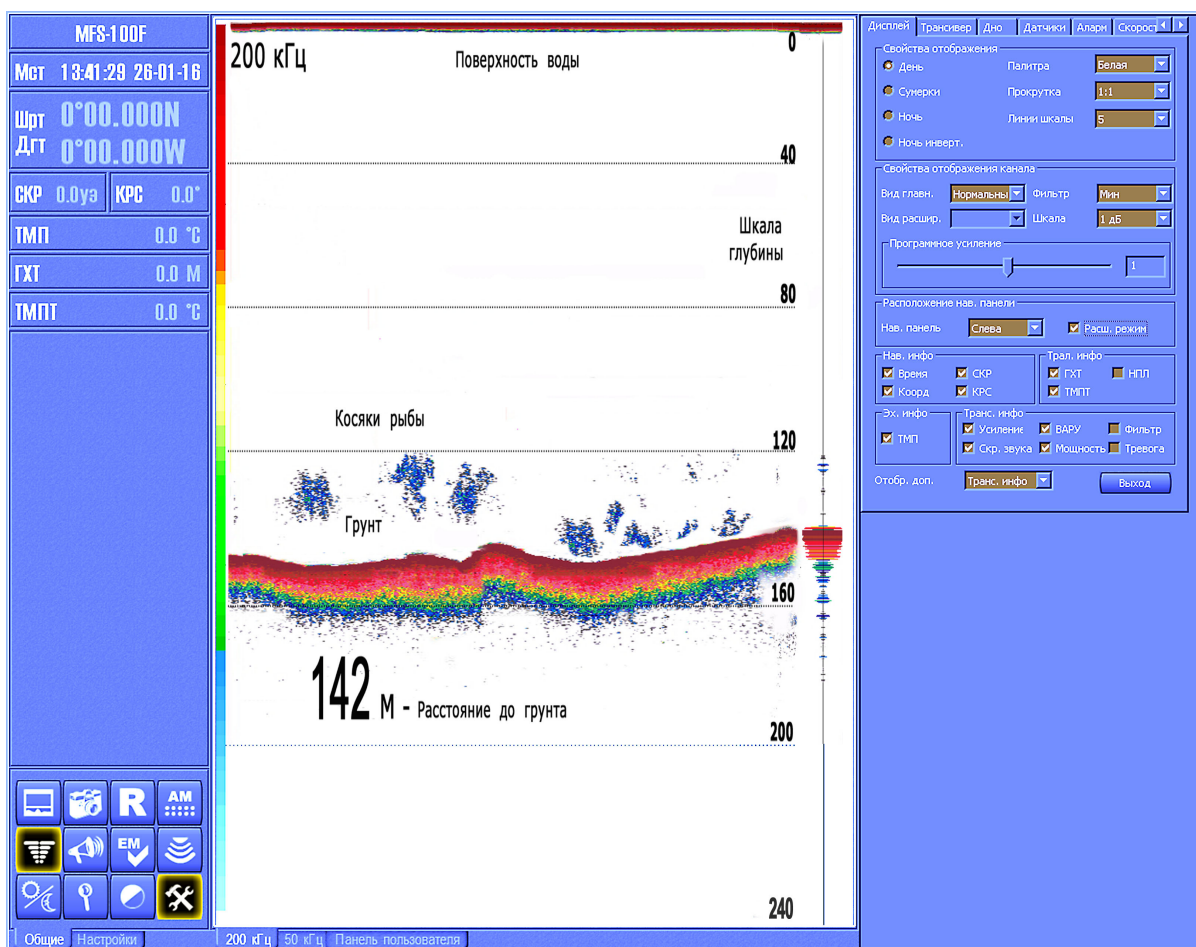 MFS-100F
Мст 13:41:29 26-01-16
Шрт 0°00.000N
Дгт 0°00.000W
СКР 0.0уз КРС 0.0°
ТМП 0.0 °C
ГХТ 0.0 М
ТМПТ 0.0 °C
R AM
EM
Общие Настройки
200 кГц
Поверхность воды
0
40
Шкала
глубины
80
Косяки рыбы
120
Грунт
160
142 м - Расстояние до грунта
200
240
200 кГц 50 кГц Панель пользователя
Дисплей Трансивер Дно Датчики Аларм Скорост
Свойства отображения
День Палитра Белая
Сумерки Прокрутка 1:1
Ночь Линии шкалы 5
Ночь инверт.
Свойства отображения канала
Вид главн. Нормальны Фильтр Мин
Вид расшир. Шкала 1 дБ
Программное усиление
1
Расположение нав. панели
Нав. панель Слева Расш. режим
Нав. инфо Трал. инфо
Время СКР ГХТ НПЛ
Коорд КРС ТМПТ
Эх. инфо Транс. инфо
ТМП Усиление ВАРУ Фильтр
Скр. звука Мощность Тревога
Отобр. доп. Транс. инфо Выход